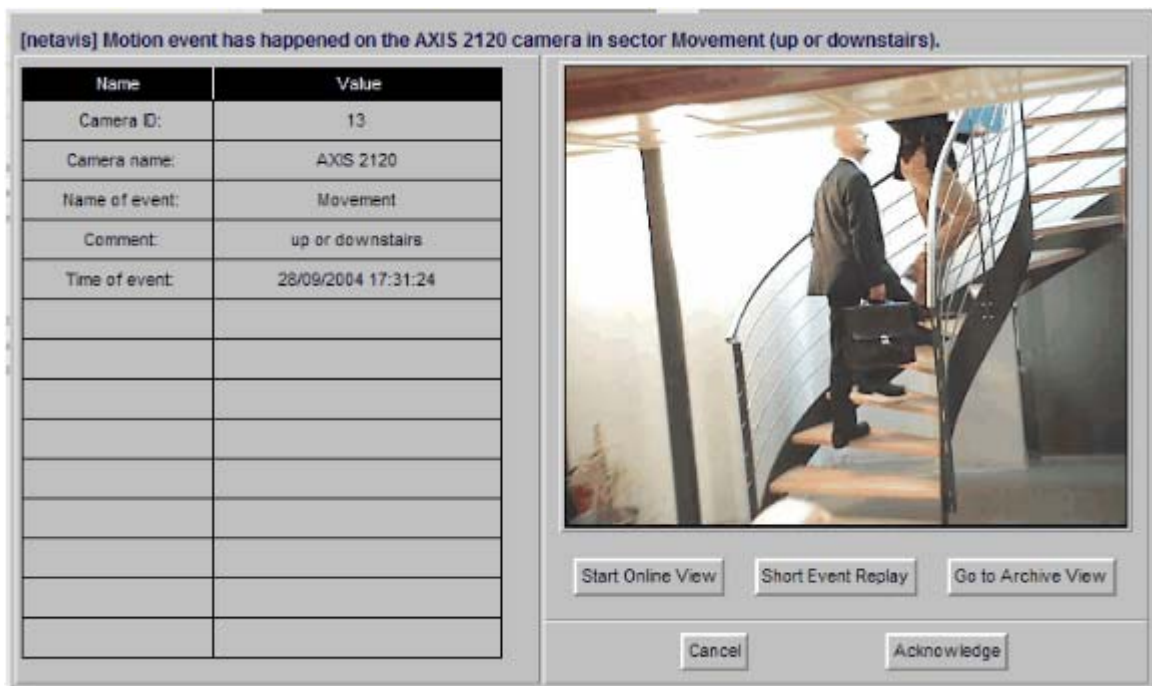 [netavis] Motion event has happened on the AXIS 2120 camera in sector Movement (up or downstairs).
Name Value
Camera ID: 13
Camera name: AXIS 2120
Name of event: Movement
Comment: up or downstairs
Time of event: 28/09/2004 17:31:24
Start Online View Short Event Replay Go to Archive View
Cancel Acknowledge